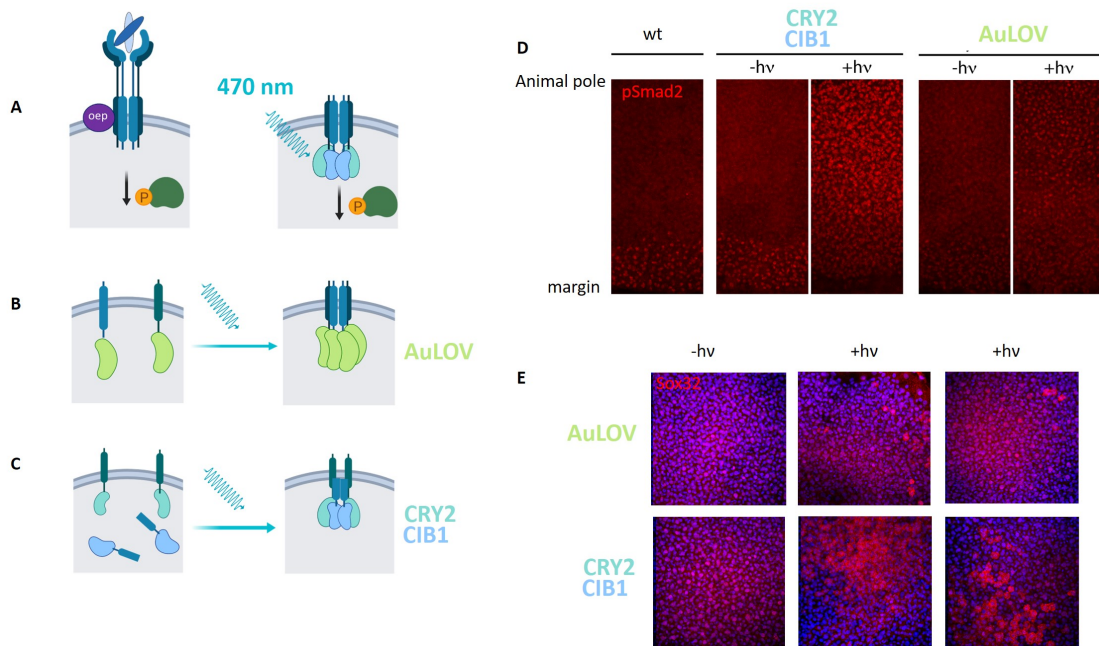 A
oep
P
470 nm
P
B
AuLOV
C
CRY2
CIB1
D
wt
CRY2
CIB1
AuLOV
-hν
+hν
-hν
+hν
Animal pole
pSmad2
margin
E
-hν
+hν
+hν
Sox32
AuLOV
CRY2
CIB1